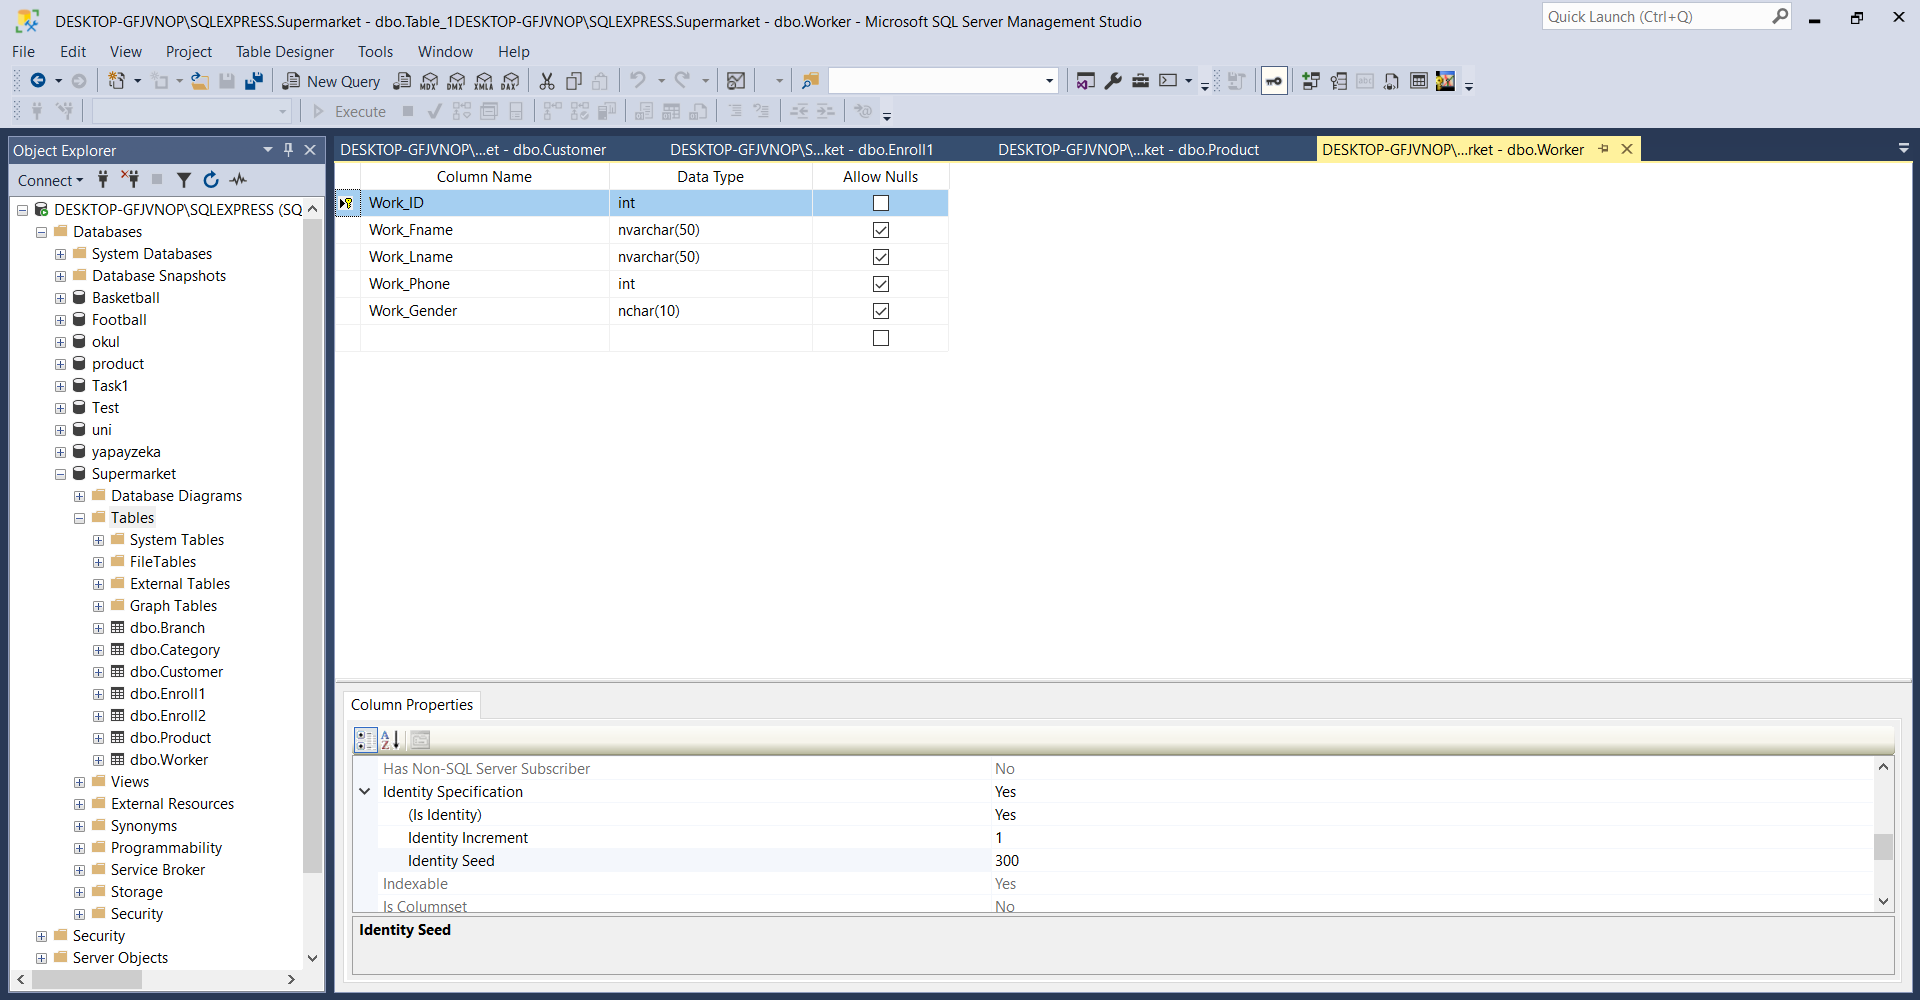 DESKTOP-GFJVNOP\SQLEXPRESS.Supermarket - dbo.Table_1DESKTOP-GFJVNOP\SQLEXPRESS.Supermarket - dbo.Worker - Microsoft SQL Server Management Studio
Quick Launch (Ctrl+Q)
File Edit View Project Table Designer Tools Window Help
New Query MDX DMX XMLA DAX
Execute
Object Explorer
Connect
DESKTOP-GFJVNOP\SQLEXPRESS (SQ
Databases
System Databases
Database Snapshots
Basketball
Football
okul
product
Task1
Test
uni
yapayzeka
Supermarket
Database Diagrams
Tables
System Tables
FileTables
External Tables
Graph Tables
dbo.Branch
dbo.Category
dbo.Customer
dbo.Enroll1
dbo.Enroll2
dbo.Product
dbo.Worker
Views
External Resources
Synonyms
Programmability
Service Broker
Storage
Security
Security
Server Objects
DESKTOP-GFJVNOP\...et - dbo.Customer DESKTOP-GFJVNOP\S...ket - dbo.Enroll1 DESKTOP-GFJVNOP\...ket - dbo.Product DESKTOP-GFJVNOP\...rket - dbo.Worker
Column Name Data Type Allow Nulls
Work_ID int
Work_Fname nvarchar(50)
Work_Lname nvarchar(50)
Work_Phone int
Work_Gender nchar(10)
Column Properties
Has Non-SQL Server Subscriber No
Identity Specification Yes
(Is Identity) Yes
Identity Increment 1
Identity Seed 300
Indexable Yes
Is Columnset No
Identity Seed